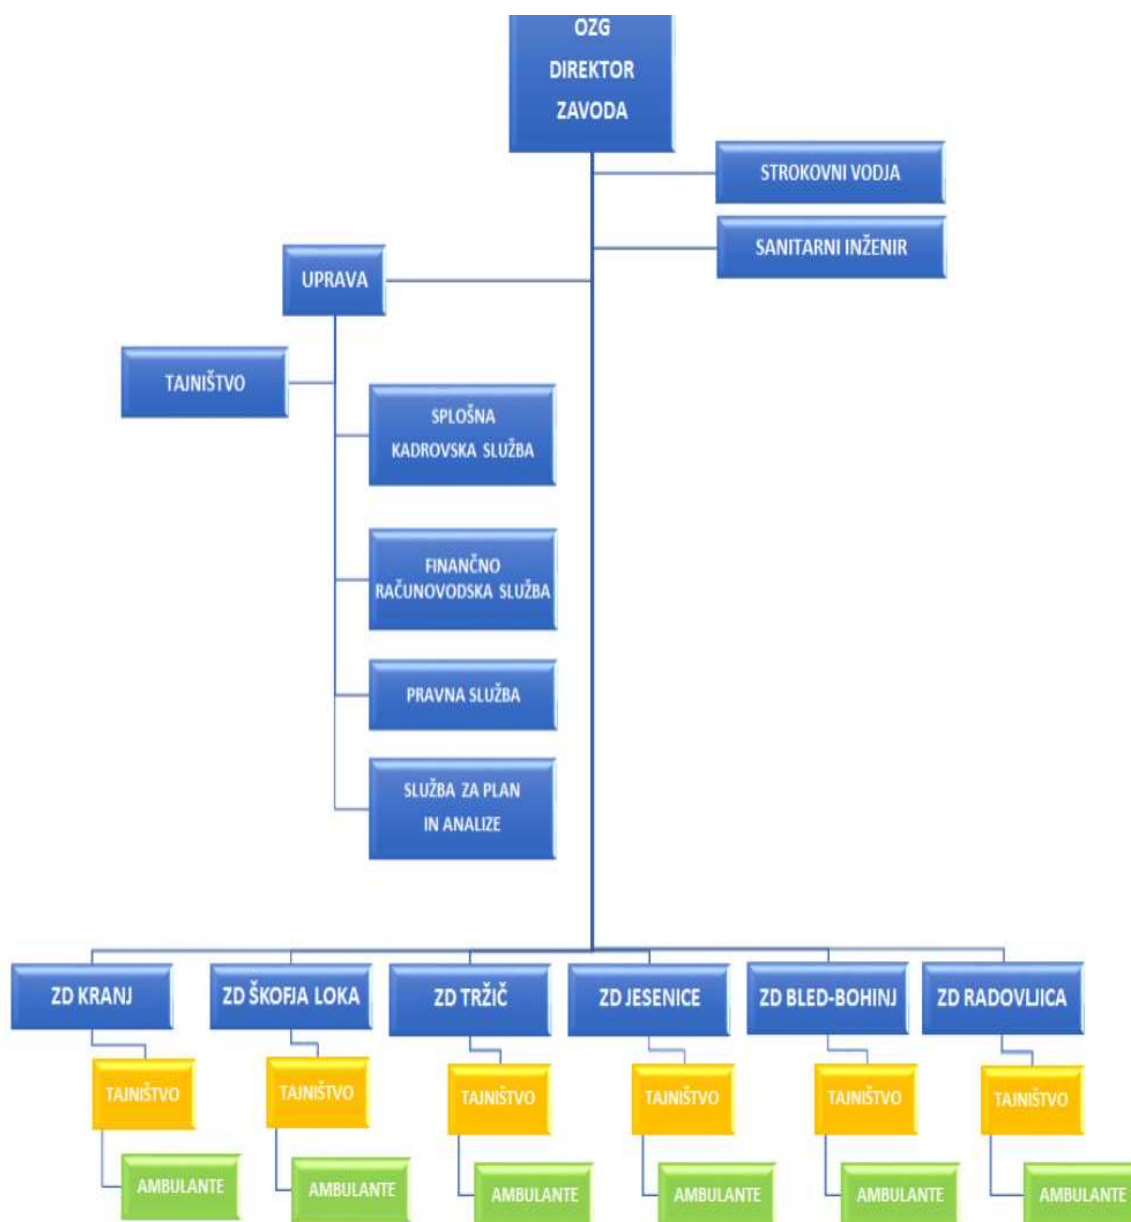 OZG
DIREKTOR
ZAVODA
STROKOVNI VODJA
SANITARNI INŽENIR
UPRAVA
TAJNIŠTVO
SPLOŠNA
KADROVSKA SLUŽBA
FINANČNO
RAČUNOVODSKA SLUŽBA
PRAVNA SLUŽBA
SLUŽBA ZA PLAN
IN ANALIZE
ZD KRANJ
ZD ŠKOFJA LOKA
ZD TRŽIČ
ZD JESENICE
ZD BLED-BOHINJ
ZD RADOVLJICA
TAJNIŠTVO
TAJNIŠTVO
TAJNIŠTVO
TAJNIŠTVO
TAJNIŠTVO
TAJNIŠTVO
AMBULANTE
AMBULANTE
AMBULANTE
AMBULANTE
AMBULANTE
AMBULANTE